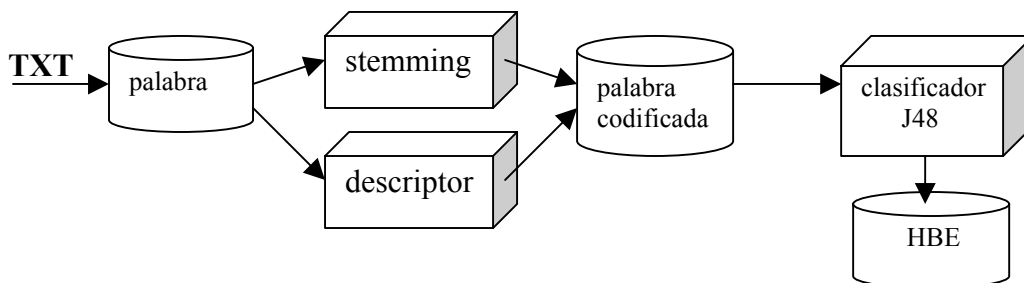 TXT
palabra
stemming
descriptor
palabra
codificada
clasificador
J48
HBE